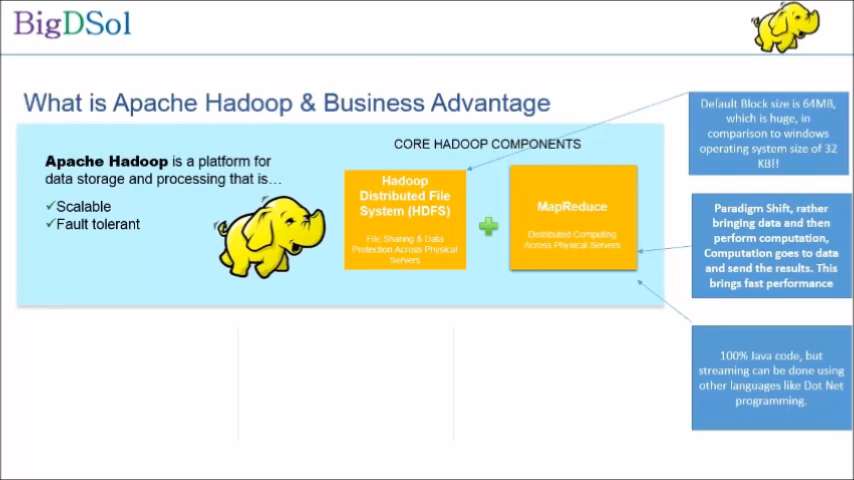 BigDSol
What is Apache Hadoop & Business Advantage
Apache Hadoop is a platform for
data storage and processing that is...
✓Scalable
✓Fault tolerant
CORE HADOOP COMPONENTS
Hadoop
Distributed File
System (HDFS)
File Sharing & Data
Protection Across Physical
Servers
MapReduce
Distributed Computing
Across Physical Servers
Default Block size is 64MB,
which is huge, in
comparison to windows
operating system size of 32
KB!!
Paradigm Shift, rather
bringing data and then
perform computation,
Computation goes to data
and send the results. This
brings fast performance
100% Java code, but
streaming can be done using
other languages like Dot Net
programming.